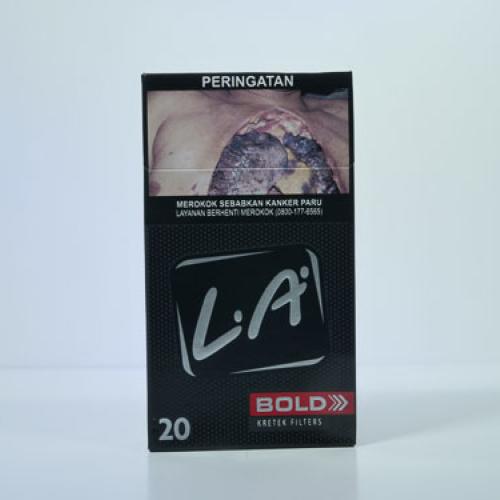 PERINGATAN
MEROKOK SEBABKAN KANKER PARU
LAYANAN BERHENTI MEROKOK (0800-177-6565)
L.A.
BOLD
KRETEK FILTERS
20